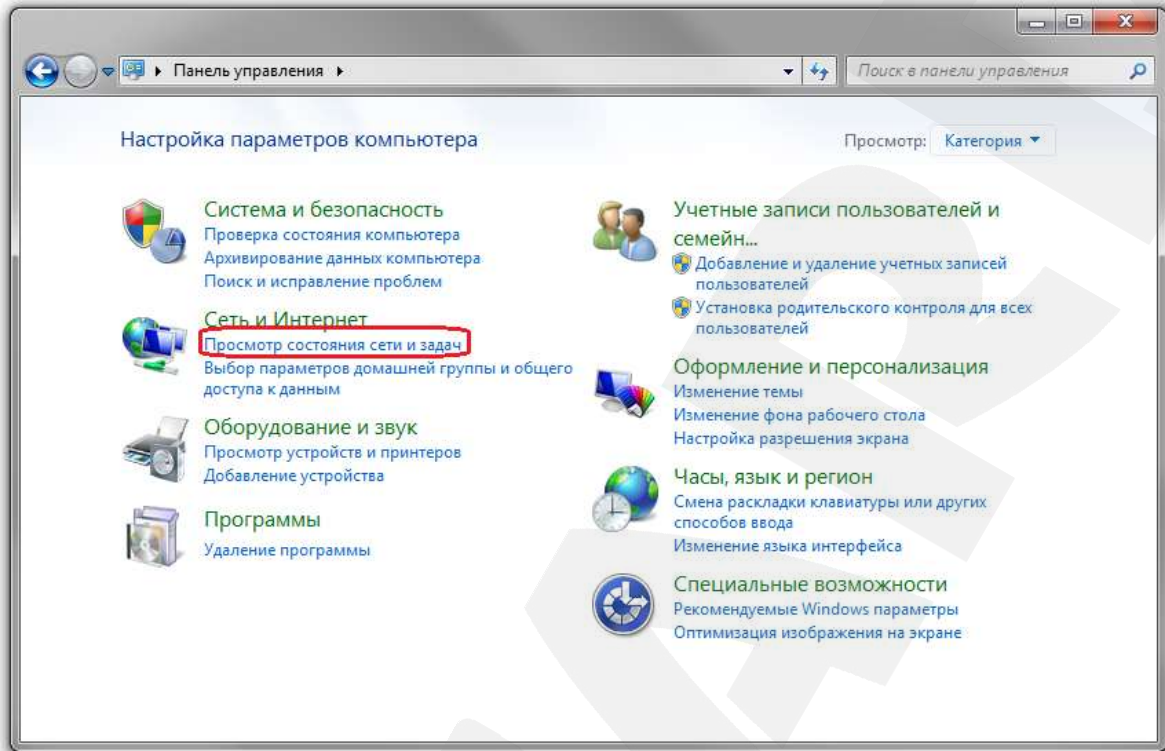 Панель управления
Поиск в панели управления
Настройка параметров компьютера
Просмотр: Категория
Система и безопасность
Проверка состояния компьютера
Архивирование данных компьютера
Поиск и исправление проблем
Сеть и Интернет
Просмотр состояния сети и задач
Выбор параметров домашней группы и общего
доступа к данным
Оборудование и звук
Просмотр устройств и принтеров
Добавление устройства
Программы
Удаление программы
Учетные записи пользователей и
семейн...
Добавление и удаление учетных записей
пользователей
Установка родительского контроля для всех
пользователей
Оформление и персонализация
Изменение темы
Изменение фона рабочего стола
Настройка разрешения экрана
Часы, язык и регион
Смена раскладки клавиатуры или других
способов ввода
Изменение языка интерфейса
Специальные возможности
Рекомендуемые Windows параметры
Оптимизация изображения на экране